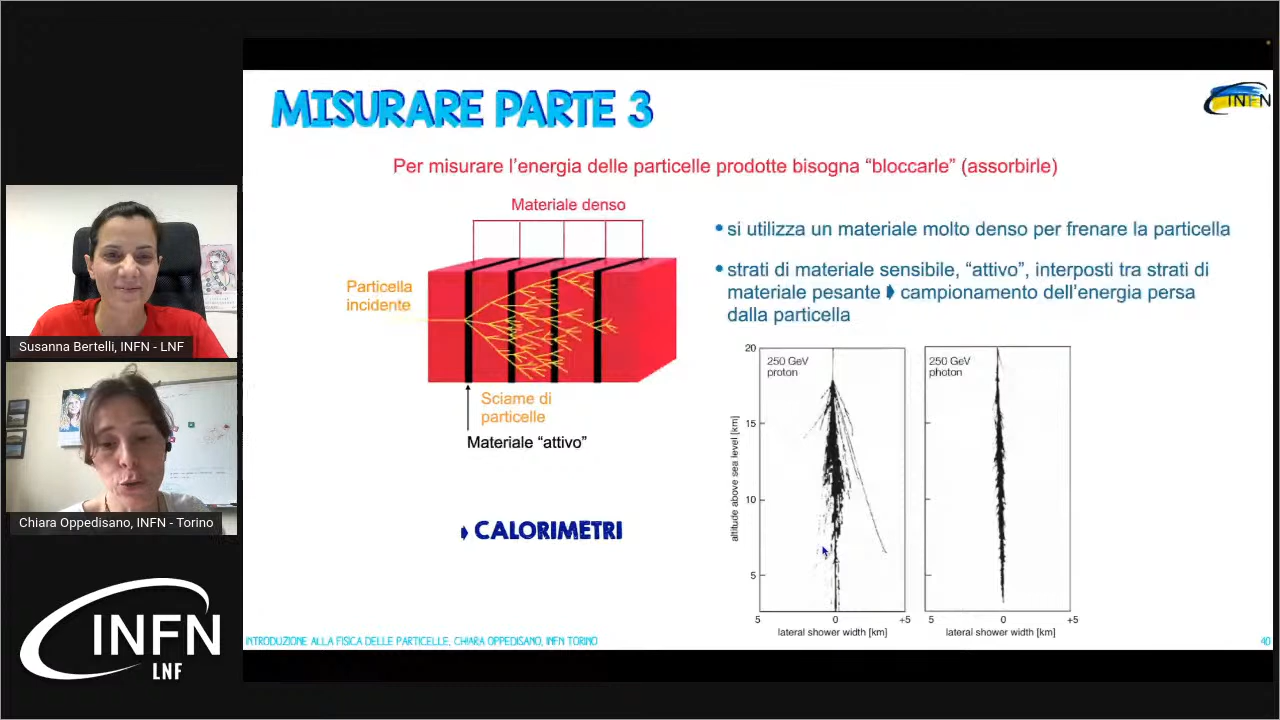 MISURARE PARTE 3
INFN
Per misurare l'energia delle particelle prodotte bisogna “bloccarle” (assorbirle)
Materiale denso
Particella
incidente
Sciame di
particelle
Materiale “attivo”
CALORIMETRI
• si utilizza un materiale molto denso per frenare la particella
• strati di materiale sensibile, “attivo”, interposti tra strati di
materiale pesante ➧ campionamento dell'energia persa
dalla particella
250 GeV
proton
250 GeV
photon
20
15
10
5
altitude above sea level [km]
5 0 +5
lateral shower width [km]
5 0 +5
lateral shower width [km]
INTRODUZIONE ALLA FISICA DELLE PARTICELLE, CHIARA OPPEDISANO, INFN TORINO
40
Susanna Bertelli, INFN - LNF
Chiara Oppedisano, INFN - Torino
INFN
LNF